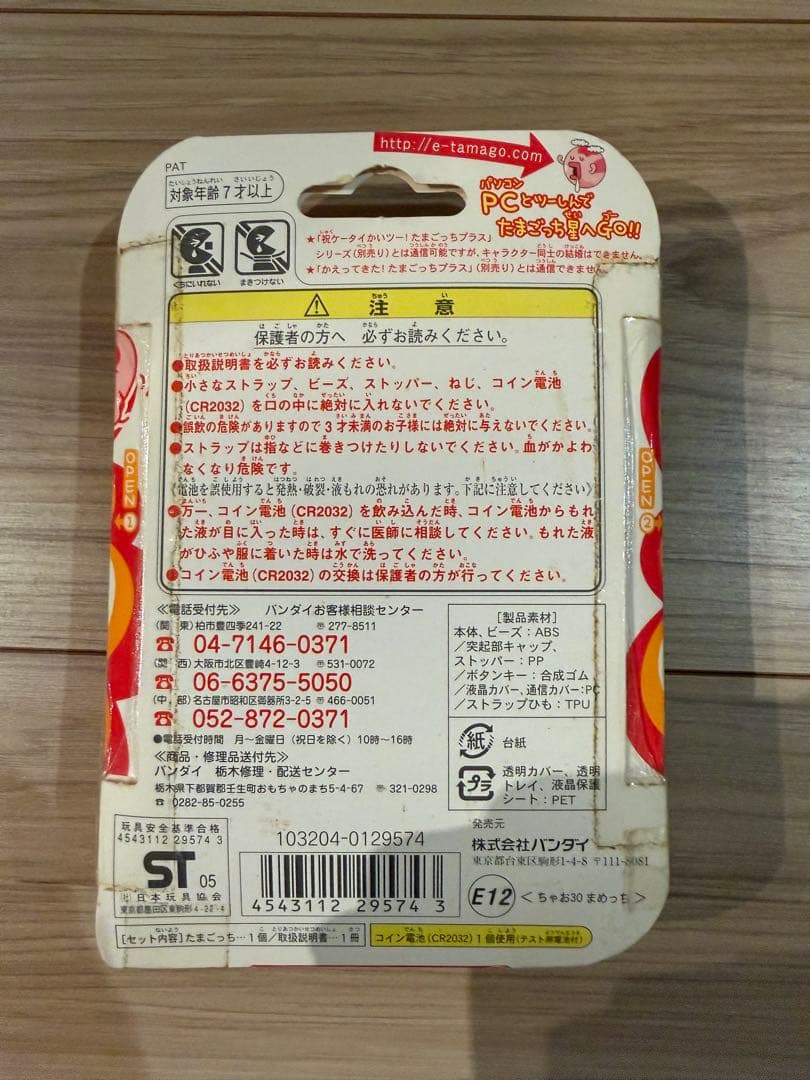 PAT
http://e-tamago.com
対象年齢7才以上
たいしょうねんれい さいいじょう
パソコン
PCとツーしんで
たまごっち星へGO!!
くちにいれない
まきつけない
★「祝ケータイかいツー!たまごっちプラス」
シリーズ(別売り)とは通信可能ですが、キャラクター同士の結婚はできません。
★「かえってきた!たまごっちプラス」(別売り)とは通信できません。
注意
保護者の方へ 必ずお読みください。
●取扱説明書を必ずお読みください。
●小さなストラップ、ビーズ、ストッパー、ねじ、コイン電池
(CR2032)を口の中に絶対に入れないでください。
●誤飲の危険がありますので3才未満のお子様には絶対に与えないでください。
●ストラップは指などに巻きつけたりしないでください。血がかよわ
なくなり危険です。
〈電池を誤使用すると発熱・破裂・液もれの恐れがあります。下記に注意してください〉
●万一、コイン電池(CR2032)を飲み込んだ時、コイン電池からもれ
た液が目に入った時は、すぐに医師に相談してください。もれた液
がひふや服に着いた時は水で洗ってください。
●コイン電池(CR2032)の交換は保護者の方が行ってください。
OPEN
1
OPEN
2
≪電話受付先≫ バンダイお客様相談センター
(関 東)柏市豊四季241-22 〒277-8511
☎ 04-7146-0371
(関 西)大阪市北区豊崎4-12-3 〒531-0072
☎ 06-6375-5050
(中 部)名古屋市昭和区御器所3-2-5 〒466-0051
☎ 052-872-0371
●電話受付時間 月〜金曜日(祝日を除く)10時〜16時
≪商品・修理品送付先≫
バンダイ 栃木修理・配送センター
栃木県下都賀郡壬生町おもちゃのまち5-4-67 〒321-0298
☎ 0282-85-0255
[製品素材]
本体、ビーズ:ABS
/突起部キャップ、
ストッパー:PP
/ボタンキー:合成ゴム
/液晶カバー、通信カバー:PC
/ストラップひも:TPU
紙 台紙
プラ 透明カバー、透明
トレイ、液晶保護
シート:PET
玩具安全基準合格
4543112 29574 3
ST 05
日本玩具協会
東京都墨田区東駒形4-22-4
103204-0129574
4543112 295743
発売元
株式会社バンダイ
東京都台東区駒形1-4-8 〒111-8081
E12
<ちゃお30 まめっち>
[セット内容]たまごっち…1個/取扱説明書…1冊
コイン電池(CR2032)1個使用(テスト用電池付)